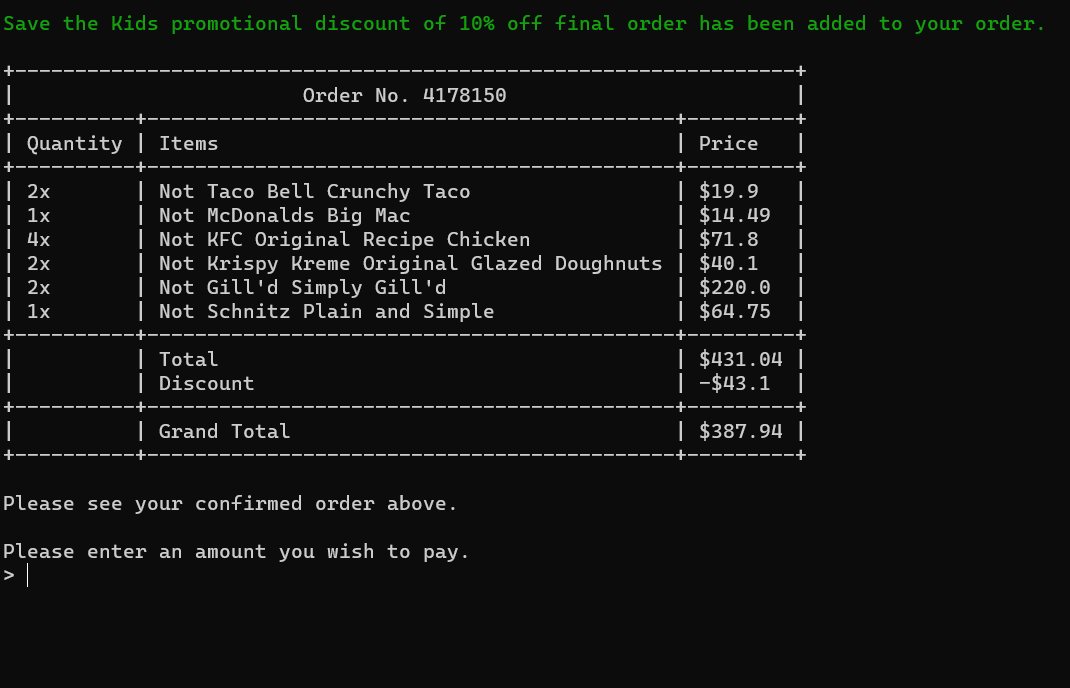 Save the Kids promotional discount of 10% off final order has been added to your order.
Order No. 4178150
Quantity | Items | Price
2x | Not Taco Bell Crunchy Taco | $19.9
1x | Not McDonalds Big Mac | $14.49
4x | Not KFC Original Recipe Chicken | $71.8
2x | Not Krispy Kreme Original Glazed Doughnuts | $40.1
2x | Not Gill'd Simply Gill'd | $220.0
1x | Not Schnitz Plain and Simple | $64.75
| Total | $431.04
| Discount | -$43.1
| Grand Total | $387.94
Please see your confirmed order above.
Please enter an amount you wish to pay.
>